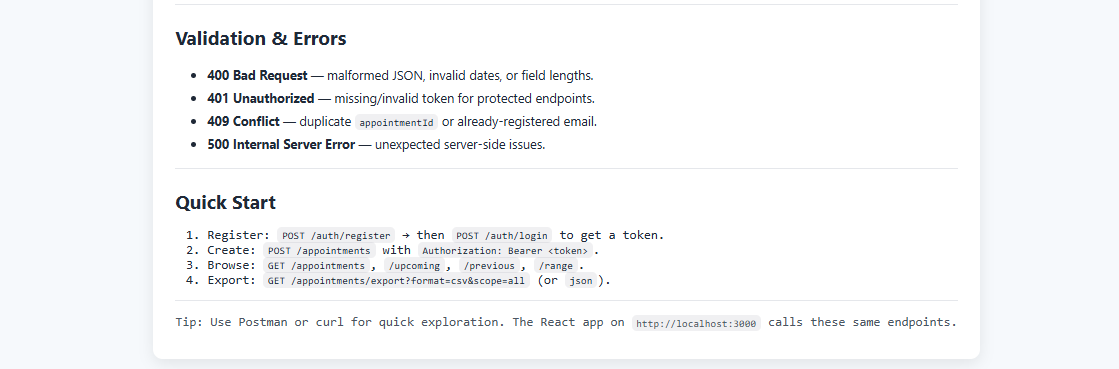 Validation & Errors
• 400 Bad Request — malformed JSON, invalid dates, or field lengths.
• 401 Unauthorized — missing/invalid token for protected endpoints.
• 409 Conflict — duplicate appointmentId or already-registered email.
• 500 Internal Server Error — unexpected server-side issues.
Quick Start
1. Register: POST /auth/register → then POST /auth/login to get a token.
2. Create: POST /appointments with Authorization: Bearer <token>.
3. Browse: GET /appointments, /upcoming, /previous, /range.
4. Export: GET /appointments/export?format=csv&scope=all (or json).
Tip: Use Postman or curl for quick exploration. The React app on http://localhost:3000 calls these same endpoints.